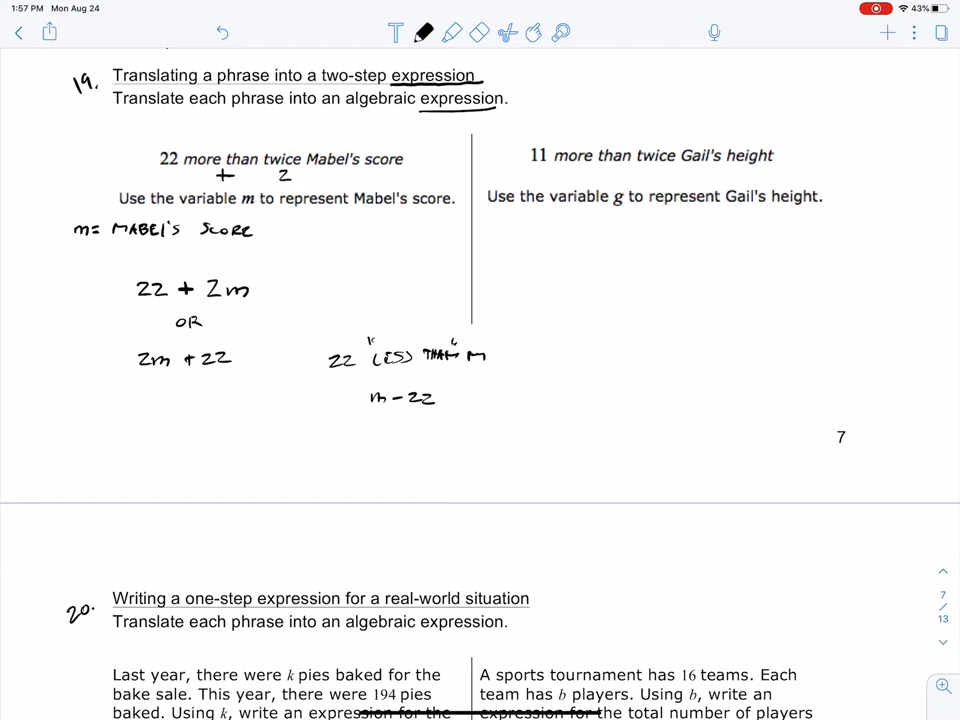 1:57 PM Mon Aug 24
43%
19. Translating a phrase into a two-step expression
Translate each phrase into an algebraic expression.
22 more than twice Mabel's score
+ 2
Use the variable m to represent Mabel's score.
m = MABEL'S SCORE
22 + 2m
OR
2m + 22
22 "LESS THAN" M
m - 22
11 more than twice Gail's height
Use the variable g to represent Gail's height.
7
20. Writing a one-step expression for a real-world situation
Translate each phrase into an algebraic expression.
Last year, there were k pies baked for the
bake sale. This year, there were 194 pies
baked. Using k, write an expression for the
A sports tournament has 16 teams. Each
team has b players. Using b, write an
expression for the total number of players
7
/
13